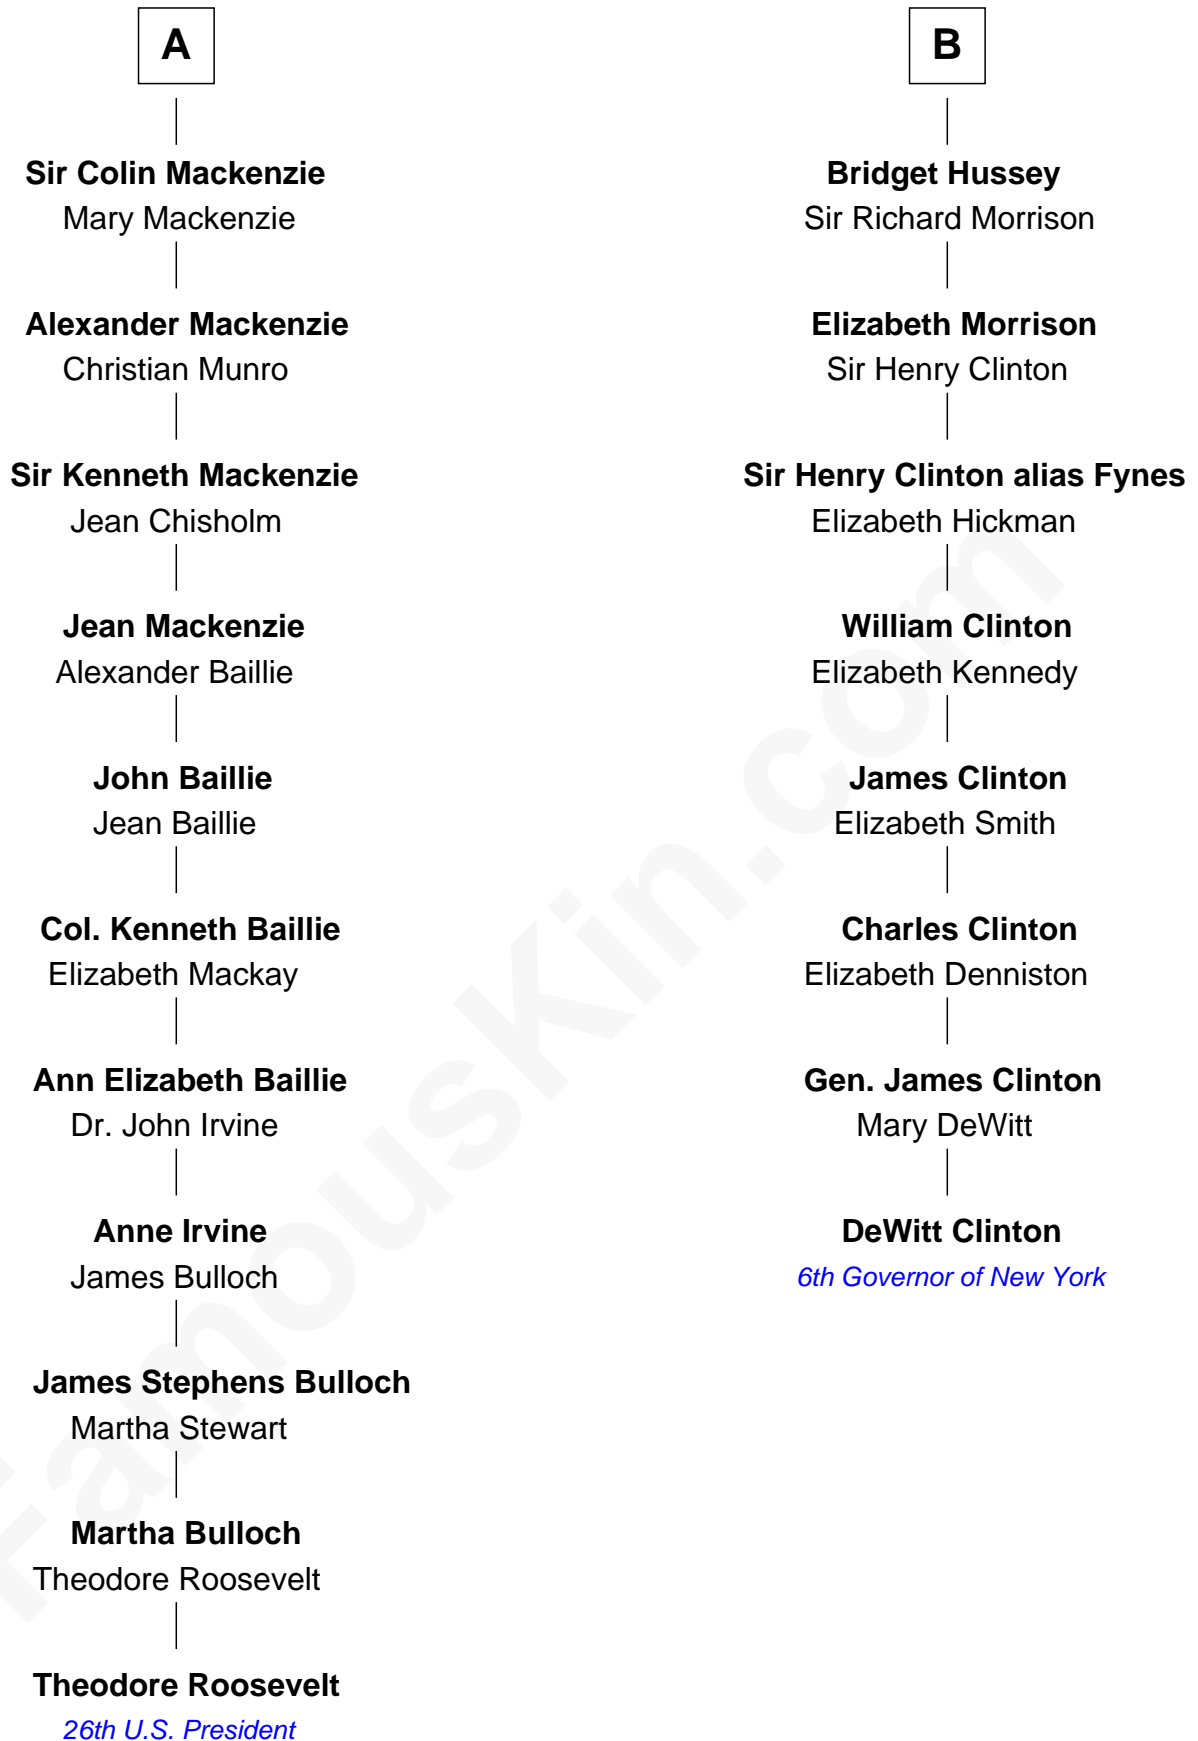 A
Sir Colin Mackenzie
Mary Mackenzie
Alexander Mackenzie
Christian Munro
Sir Kenneth Mackenzie
Jean Chisholm
Jean Mackenzie
Alexander Baillie
John Baillie
Jean Baillie
Col. Kenneth Baillie
Elizabeth Mackay
Ann Elizabeth Baillie
Dr. John Irvine
Anne Irvine
James Bulloch
James Stephens Bulloch
Martha Stewart
Martha Bulloch
Theodore Roosevelt
Theodore Roosevelt
26th U.S. President
B
Bridget Hussey
Sir Richard Morrison
Elizabeth Morrison
Sir Henry Clinton
Sir Henry Clinton alias Fynes
Elizabeth Hickman
William Clinton
Elizabeth Kennedy
James Clinton
Elizabeth Smith
Charles Clinton
Elizabeth Denniston
Gen. James Clinton
Mary DeWitt
DeWitt Clinton
6th Governor of New York
FamousKin.com